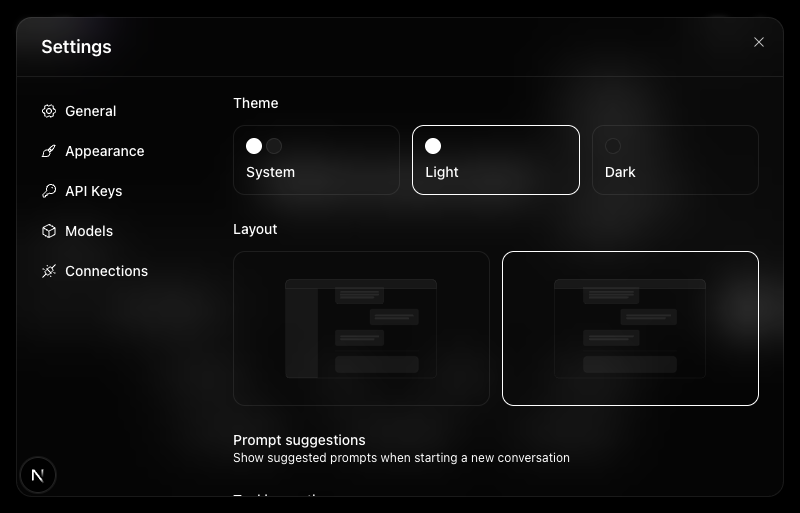 Settings
General
Appearance
API Keys
Models
Connections
Theme
System
Light
Dark
Layout
Prompt suggestions
Show suggested prompts when starting a new conversation
N